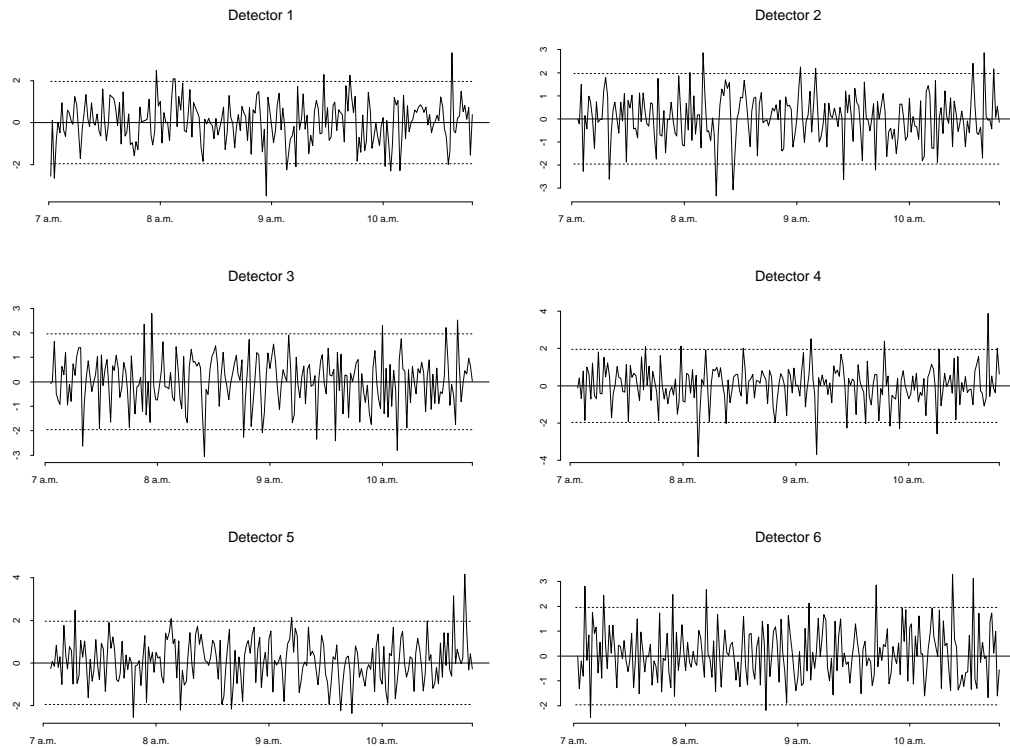 Detector 1
2
0
-2
7 a.m.
8 a.m.
9 a.m.
10 a.m.
Detector 2
3
2
1
0
-1
-2
-3
7 a.m.
8 a.m.
9 a.m.
10 a.m.
Detector 3
3
2
1
0
-1
-2
-3
7 a.m.
8 a.m.
9 a.m.
10 a.m.
Detector 4
4
2
0
-2
-4
7 a.m.
8 a.m.
9 a.m.
10 a.m.
Detector 5
4
2
0
-2
7 a.m.
8 a.m.
9 a.m.
10 a.m.
Detector 6
3
2
1
0
-1
-2
7 a.m.
8 a.m.
9 a.m.
10 a.m.